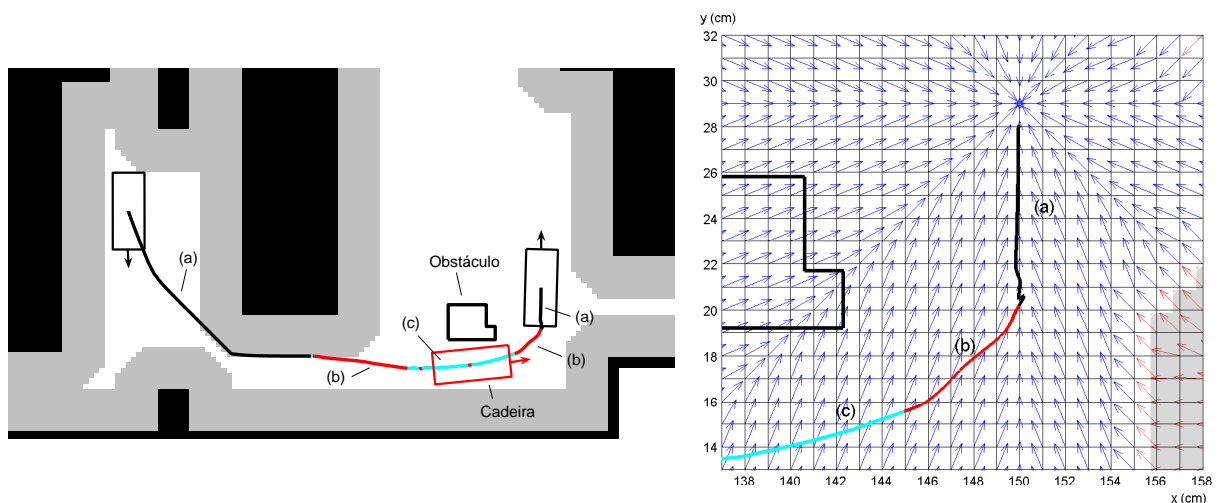 (a)
Obstáculo
(c)
(a)
(b)
(b)
Cadeira
y (cm)
32
30
28
26
24
22
20
18
16
14
(a)
(b)
(c)
138 140 142 144 146 148 150 152 154 156 158
x (cm)